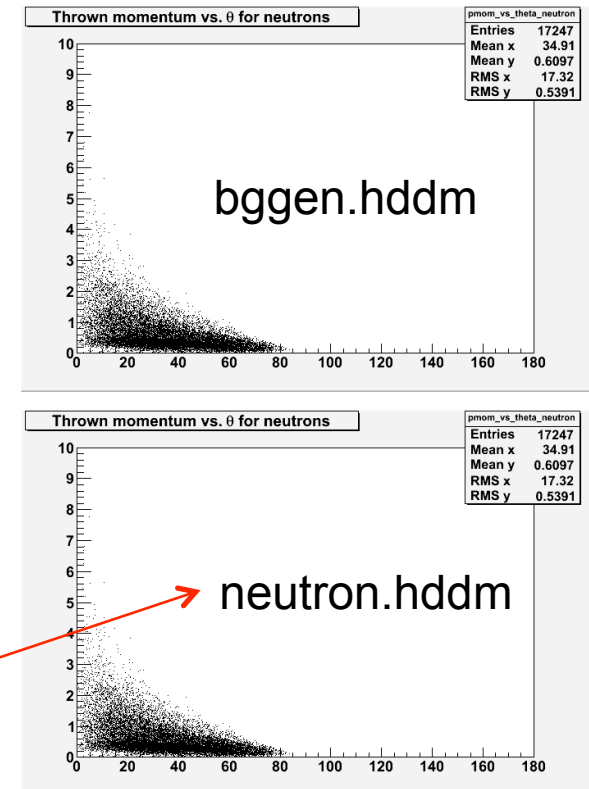 Thrown momentum vs. θ for neutrons
pmom_vs_theta_neutron
Entries 17247
Mean x 34.91
Mean y 0.6097
RMS x 17.32
RMS y 0.5391
10
9
8
7
6
5
4
3
2
1
0
bggen.hddm
0 20 40 60 80 100 120 140 160 180
Thrown momentum vs. θ for neutrons
pmom_vs_theta_neutron
Entries 17247
Mean x 34.91
Mean y 0.6097
RMS x 17.32
RMS y 0.5391
10
9
8
7
6
5
4
3
2
1
0
neutron.hddm
0 20 40 60 80 100 120 140 160 180